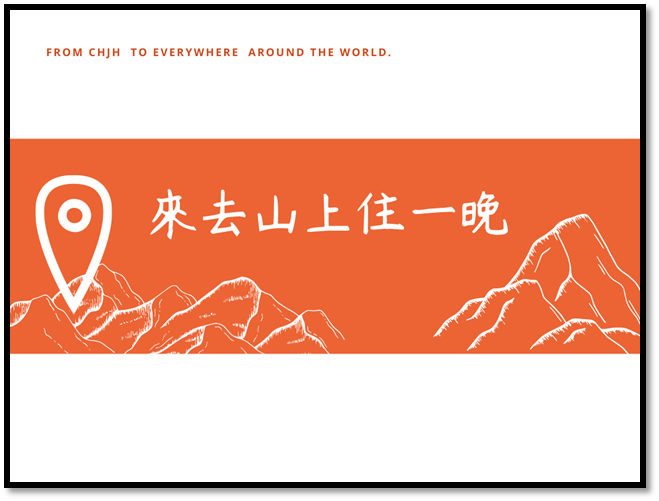 FROM CHJH TO EVERYWHERE AROUND THE WORLD.
來去山上住一晚